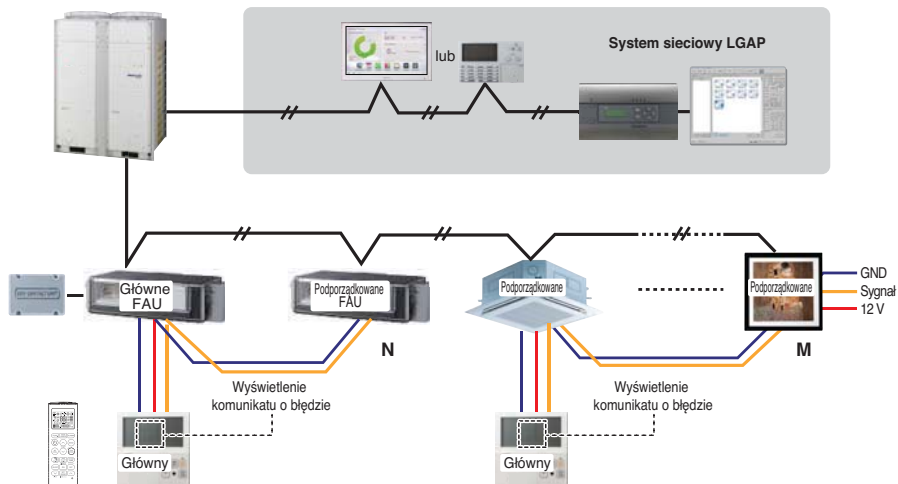 System sieciowy LGAP
lub
Główne
FAU
Podporządkowane
FAU
Podporządkowane
Podporządkowane
GND
Sygnał
12 V
N
M
Wyświetlenie
komunikatu o błędzie
Wyświetlenie
komunikatu o błędzie
Główny
Główny